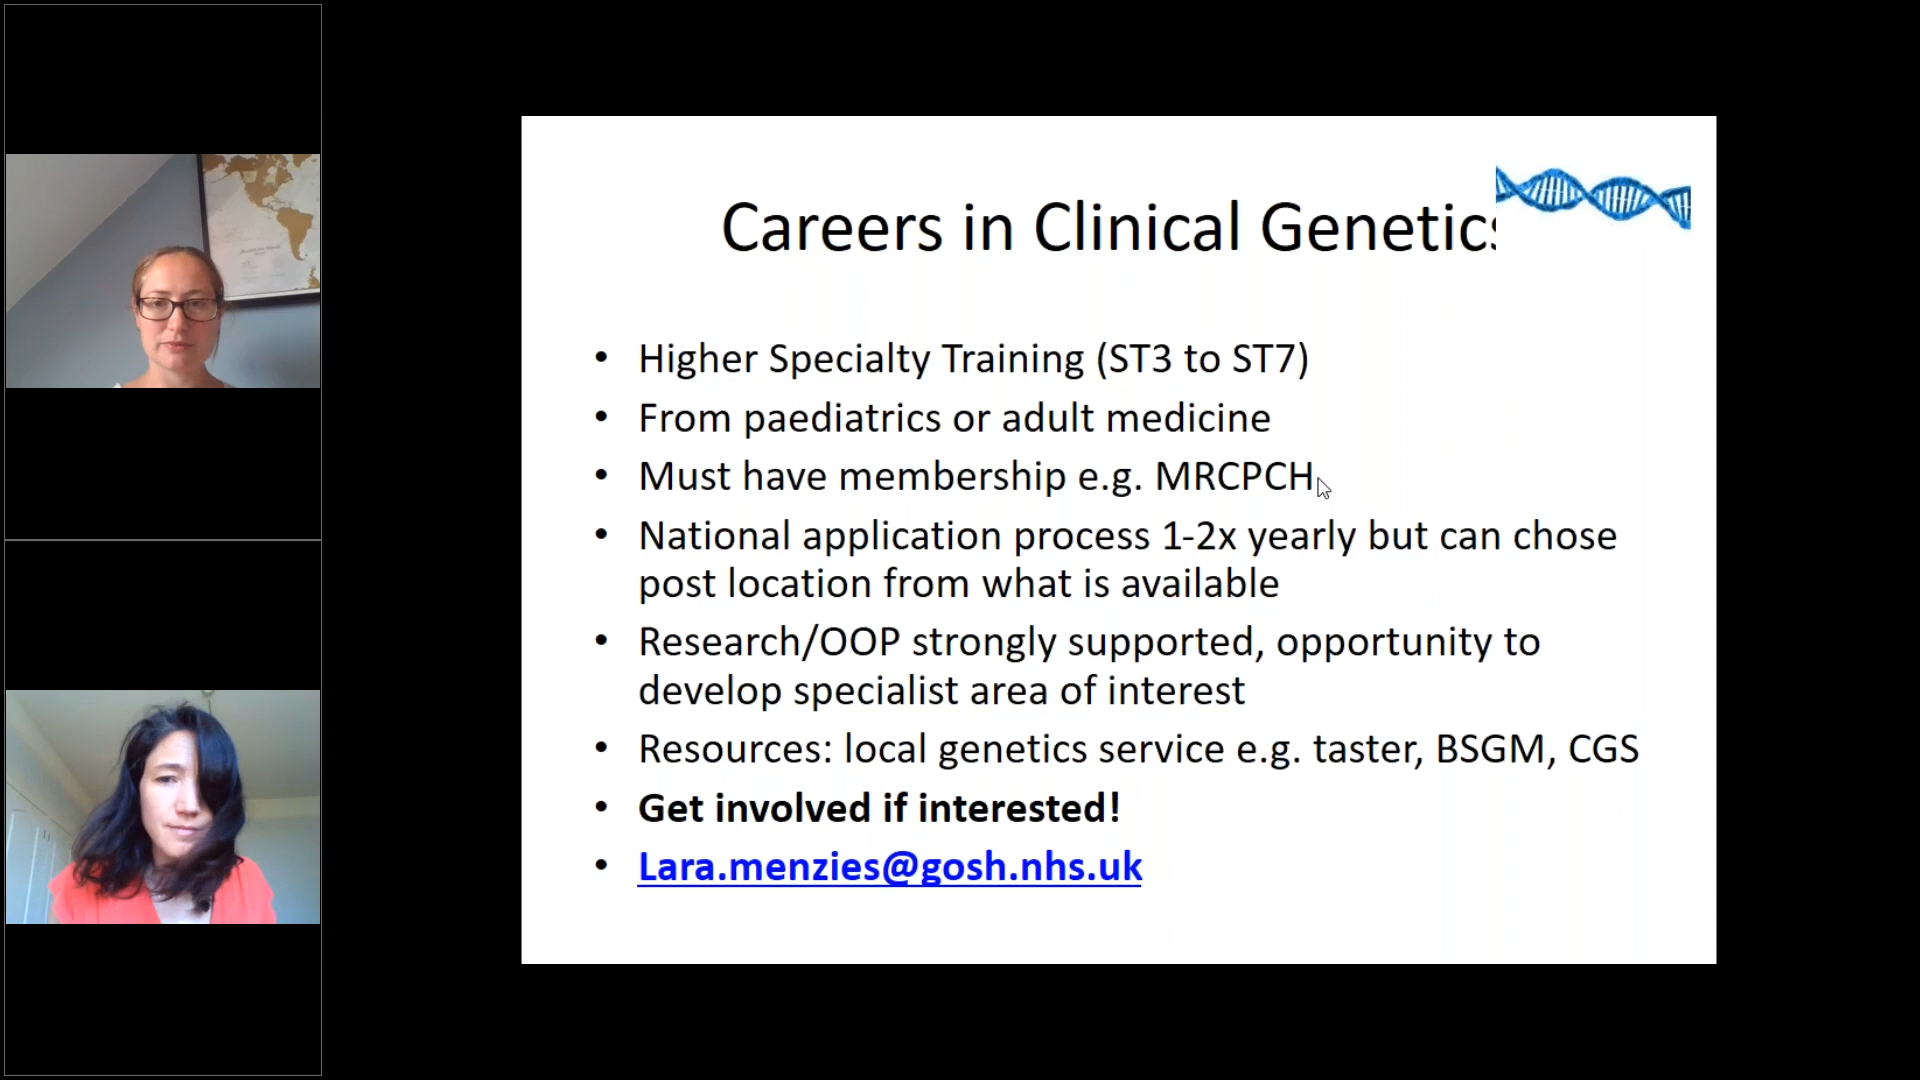 Careers in Clinical Genetics
• Higher Specialty Training (ST3 to ST7)
• From paediatrics or adult medicine
• Must have membership e.g. MRCPCH
• National application process 1-2x yearly but can chose
post location from what is available
• Research/OOP strongly supported, opportunity to
develop specialist area of interest
• Resources: local genetics service e.g. taster, BSGM, CGS
• Get involved if interested!
• Lara.menzies@gosh.nhs.uk